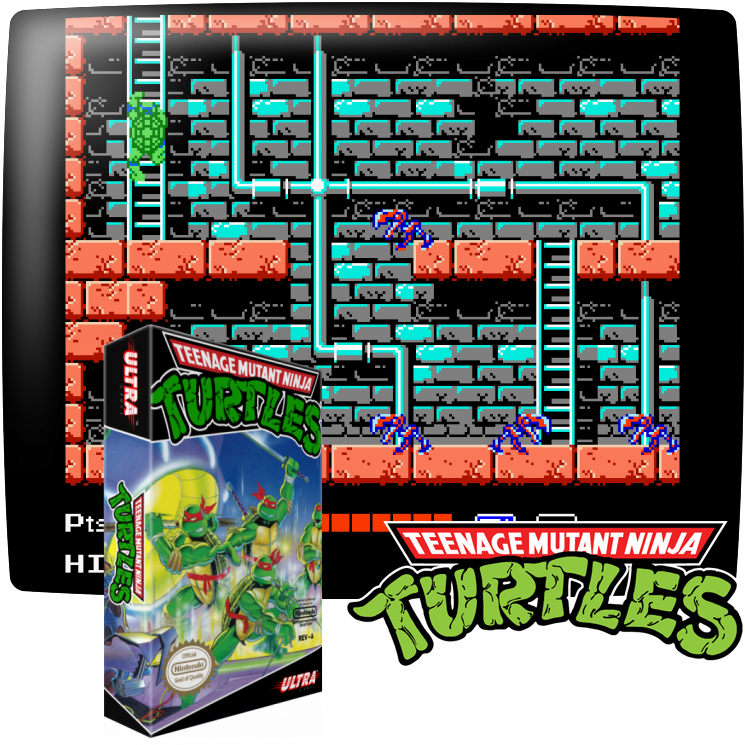 Pts
HI
ULTRA
TEENAGE MUTANT NINJA
TURTLES
TEENAGE MUTANT NINJA
TURTLES
Nintendo
REV-A
Official
Nintendo
Seal of Quality
ULTRA
TEENAGE MUTANT NINJA
TURTLES